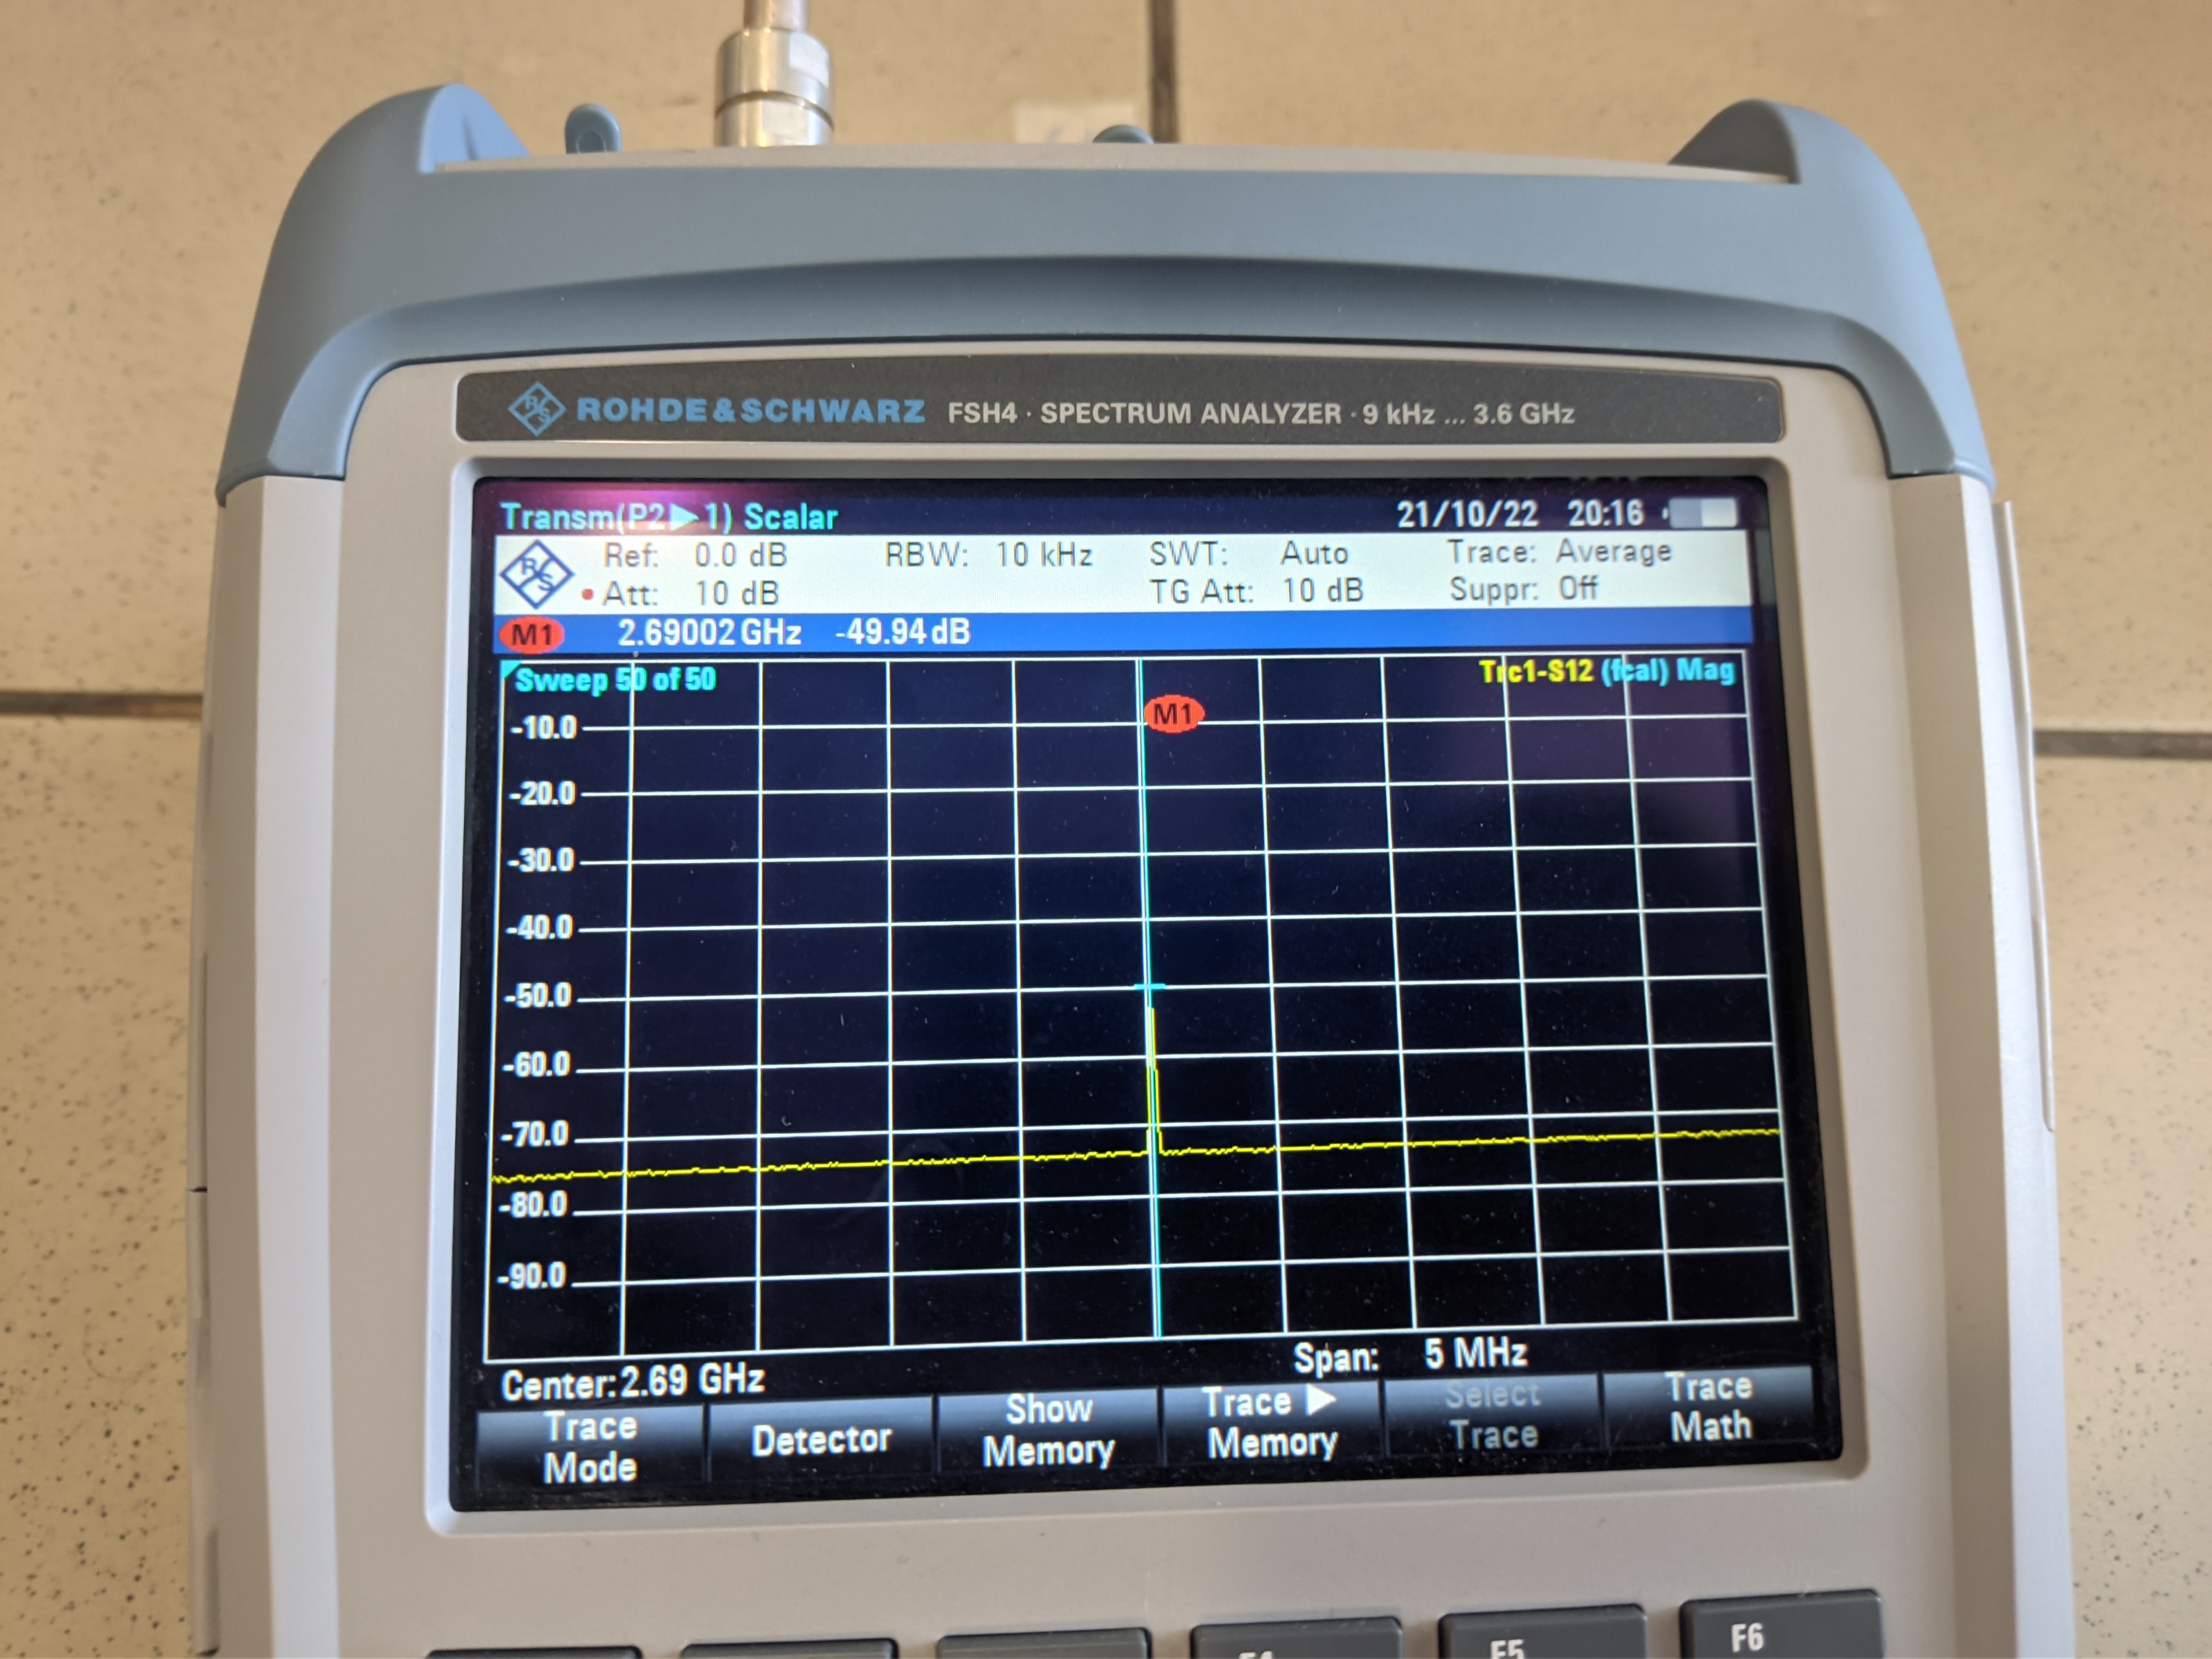 R&S ROHDE&SCHWARZ FSH4 · SPECTRUM ANALYZER · 9 kHz ... 3.6 GHz
Transm(P2▶1) Scalar 21/10/22 20:16
R&S Ref: 0.0 dB RBW: 10 kHz SWT: Auto Trace: Average
• Att: 10 dB TG Att: 10 dB Suppr: Off
M1 2.69002 GHz -49.94 dB
Sweep 50 of 50 Trc1-S12 (fcal) Mag
M1
-10.0
-20.0
-30.0
-40.0
-50.0
-60.0
-70.0
-80.0
-90.0
Center: 2.69 GHz Span: 5 MHz
Trace
Mode
Detector
Show
Memory
Trace ▶
Memory
Select
Trace
Trace
Math
F4 F5 F6